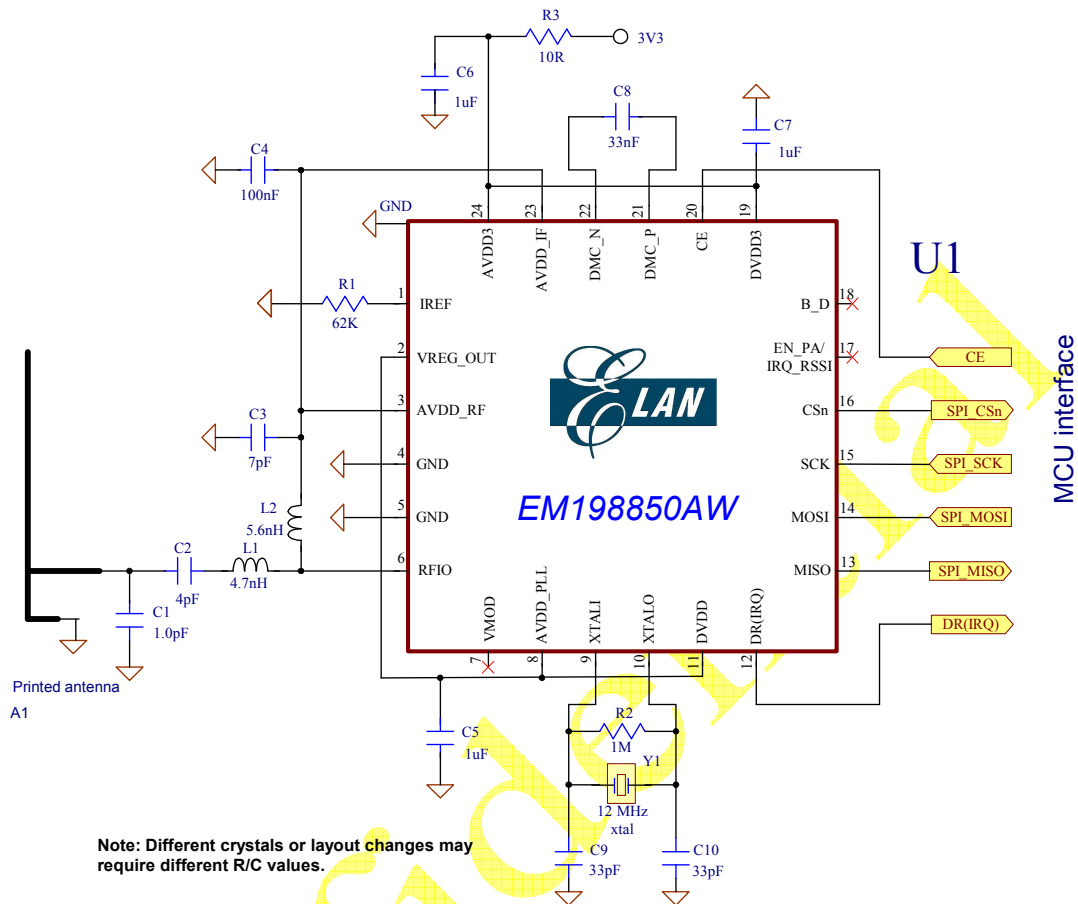 R3
3V3
10R
C6
1uF
C8
33nF
C7
1uF
C4
100nF
GND
24
23
22
21
20
19
AVDD3
AVDD_IF
DMC_N
DMC_P
CE
DVDD3
U1
R1
62K
1
IREF
B_D
18
2
VREG_OUT
EN_PA/
IRQ_RSSI
17
CE
3
AVDD_RF
ELAN
CSn
16
SPI_CSn
C3
7pF
4
GND
SCK
15
SPI_SCK
5
GND
EM198850AW
MOSI
14
SPI_MOSI
L2
5.6nH
C2
4pF
L1
4.7nH
6
RFIO
MISO
13
SPI_MISO
MCU interface
C1
1.0pF
VMOD
AVDD_PLL
XTALI
XTALO
DVDD
DR(IRQ)
7
8
9
10
11
12
DR(IRQ)
Printed antenna
A1
C5
1uF
R2
1M
Y1
12 MHz
xtal
C9
33pF
C10
33pF
Note: Different crystals or layout changes may
require different R/C values.